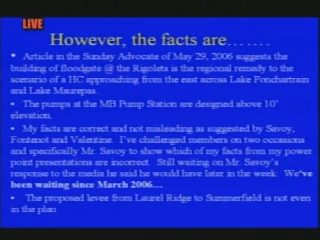 LIVE
However, the facts are…….
• Article in the Sunday Advocate of May 29, 2006 suggests the
building of floodgate @ the Rigolets is the regional remedy to the
scenario of a HC approaching from the east across Lake Ponchartrain
and Lake Maurepas.
• The pumps at the MB Pump Station are designed above 10'
elevation.
• My facts are correct and not misleading as suggested by Savoy,
Fontenot and Valentine. I've challenged members on two occasions
and specifically Mr. Savoy to show which of my facts from my power
point presentations are incorrect. Still waiting on Mr. Savoy's
response to the media he said he would have later in the week. We've
been waiting since March 2006…
• The proposed levee from Laurel Ridge to Summerfield is not even
in the plan